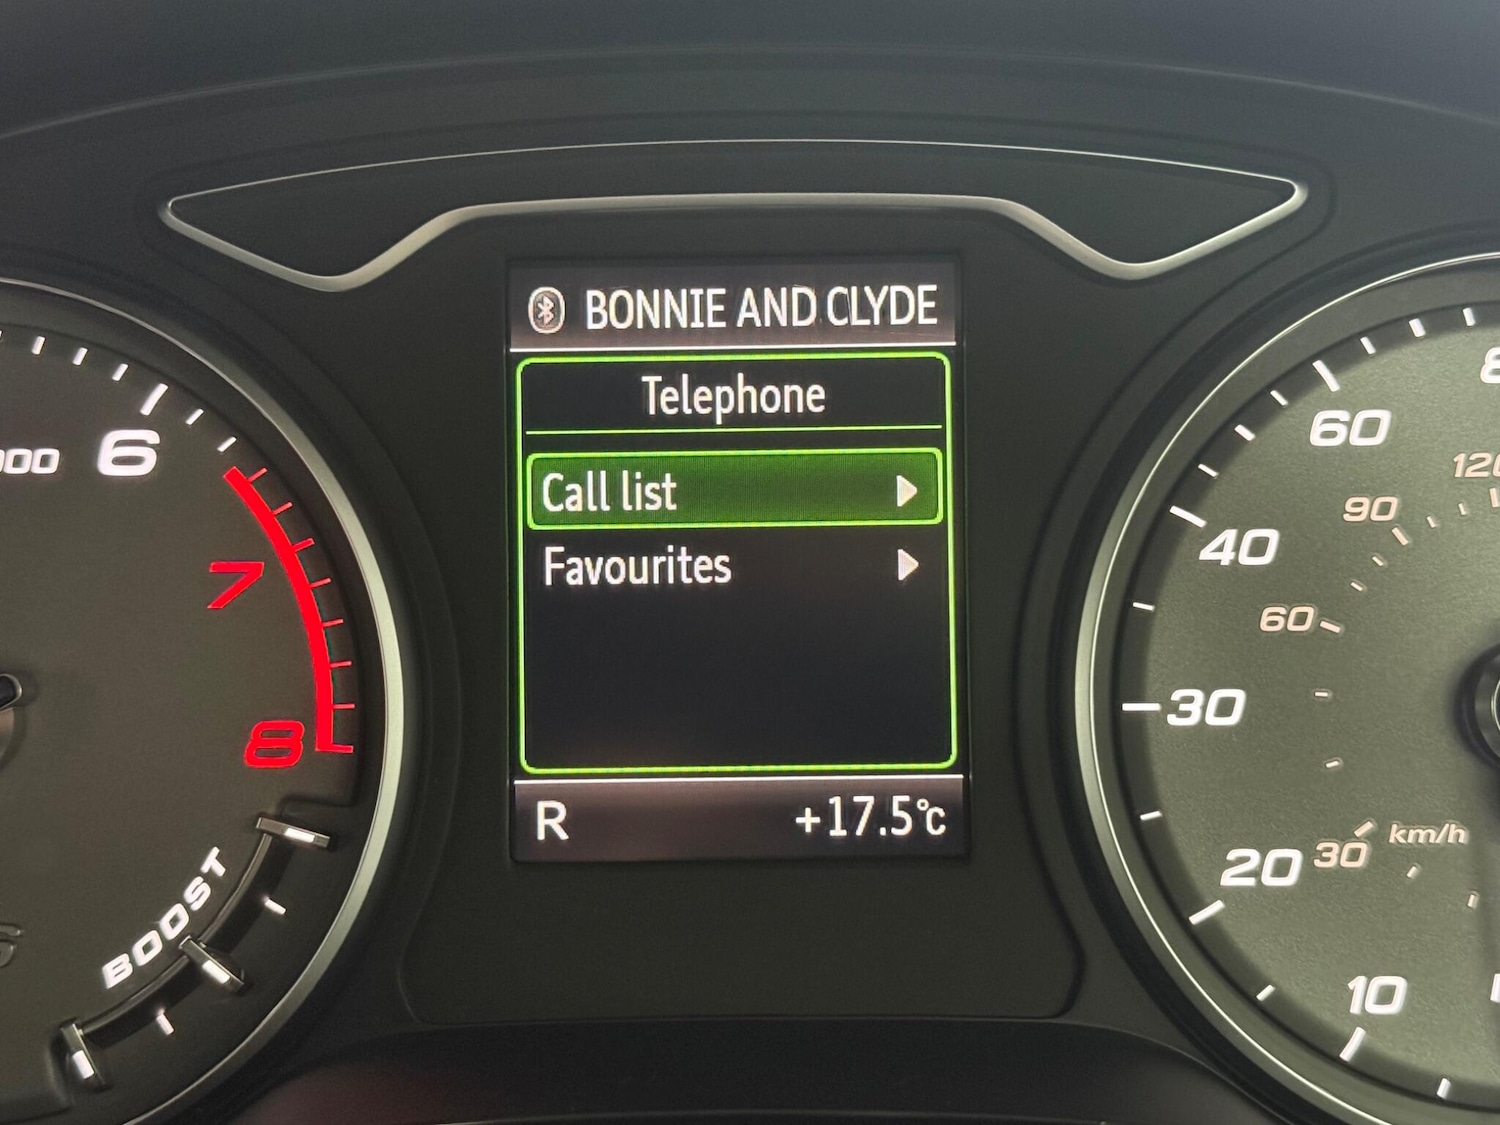 BONNIE AND CLYDE
Telephone
Call list
Favourites
R +17.5°C
6
7
8
BOOST
60
40
30
20
10
120
90
60
30
km/h